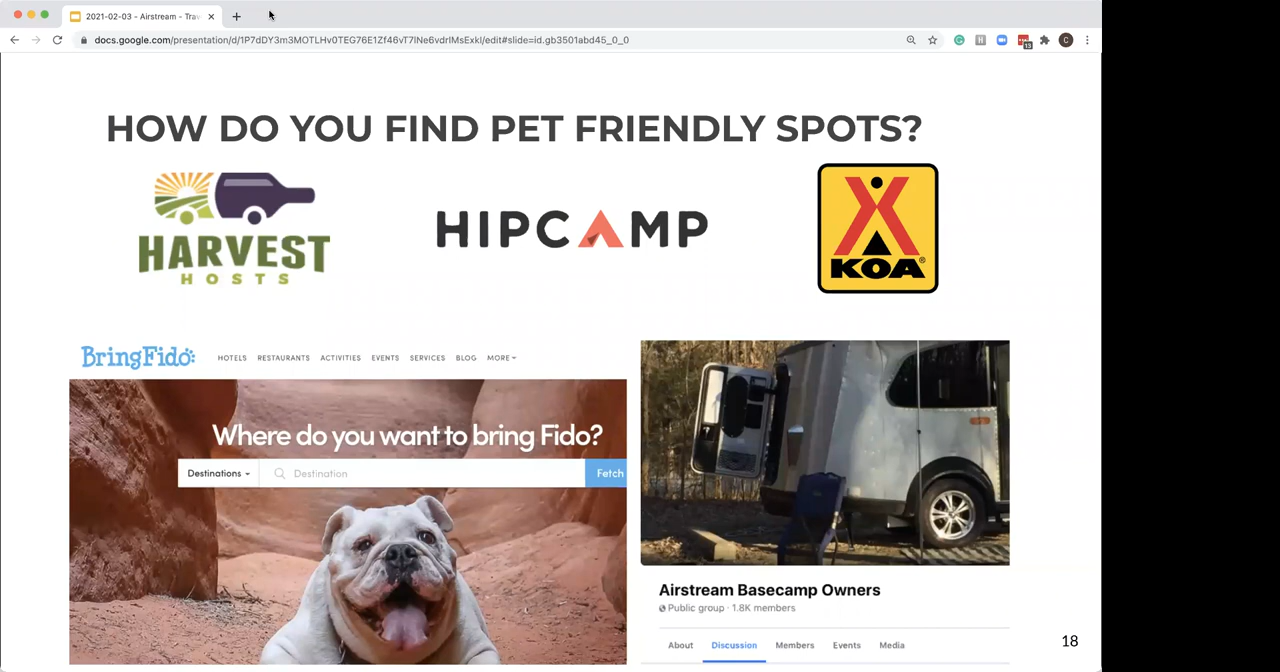 2021-02-03 - Airstream - Trav
docs.google.com/presentation/d/1P7dDY3m3MOTLHv0TEG76E1Zf46vT7lNe6vdrlMsExkI/edit#slide=id.gb3501abd45_0_0
13
C
HOW DO YOU FIND PET FRIENDLY SPOTS?
HARVEST
HOSTS
HIPCAMP
KOA®
BringFido
HOTELS RESTAURANTS ACTIVITIES EVENTS SERVICES BLOG MORE
Where do you want to bring Fido?
Destinations Destination Fetch
Airstream Basecamp Owners
Public group · 1.8K members
About Discussion Members Events Media
18